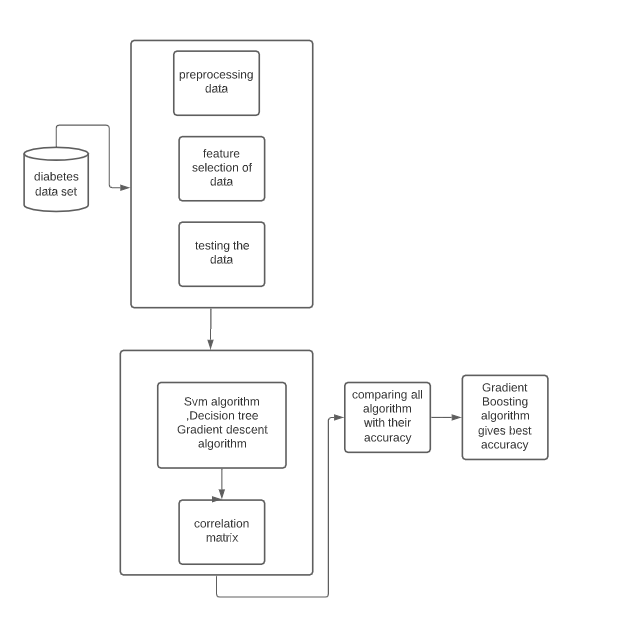 preprocessing
data
feature
selection of
data
diabetes
data set
testing the
data
Svm algorithm
,Decision tree
Gradient descent
algorithm
correlation
matrix
comparing all
algorithm
with their
accuracy
Gradient
Boosting
algorithm
gives best
accuracy